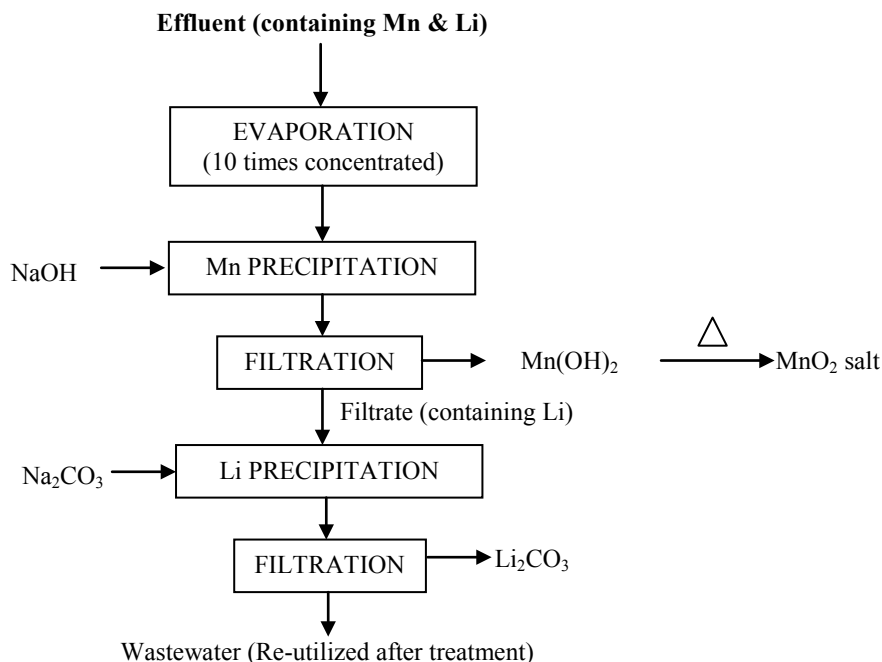 Effluent (containing Mn & Li)
EVAPORATION
(10 times concentrated)
NaOH
Mn PRECIPITATION
FILTRATION
Mn(OH)₂
MnO₂ salt
Filtrate (containing Li)
Na₂CO₃
Li PRECIPITATION
FILTRATION
Li₂CO₃
Wastewater (Re-utilized after treatment)